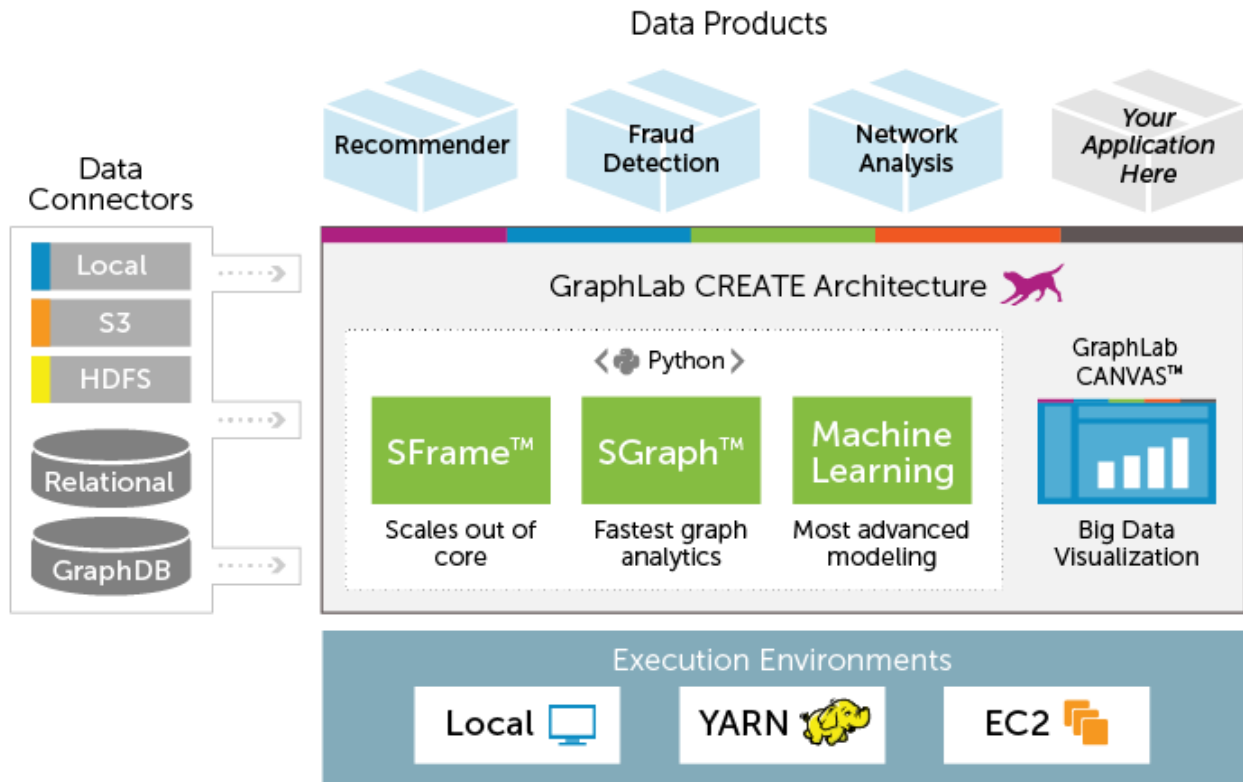 Data Products
Recommender
Fraud
Detection
Network
Analysis
Your
Application
Here
Data
Connectors
Local
S3
HDFS
Relational
GraphDB
GraphLab CREATE Architecture
< Python >
SFrame™
Scales out of
core
SGraph™
Fastest graph
analytics
Machine
Learning
Most advanced
modeling
GraphLab
CANVAS™
Big Data
Visualization
Execution Environments
Local
YARN
EC2